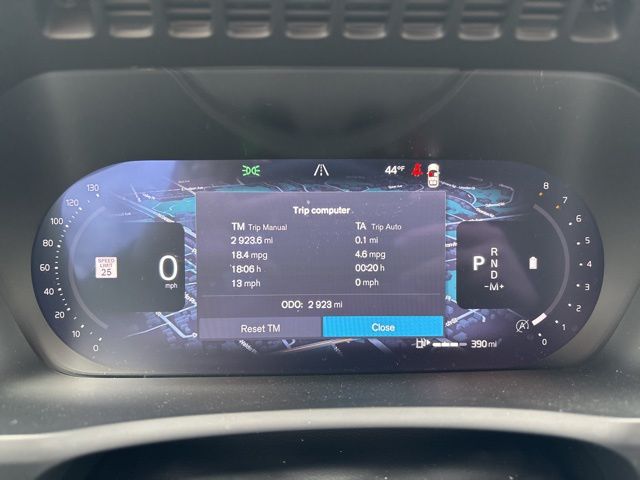 44°F
Trip computer
TM Trip Manual
TA Trip Auto
2 923.6 mi
0.1 mi
18.4 mpg
4.6 mpg
18:06 h
00:20 h
13 mph
0 mph
ODO: 2 923 mi
Reset TM
Close
130
100
80
60
40
20
0
SPEED
LIMIT
25
0
mph
P
R
N
D
-M+
8
7
6
5
4
3
2
1
0
A
390 mi